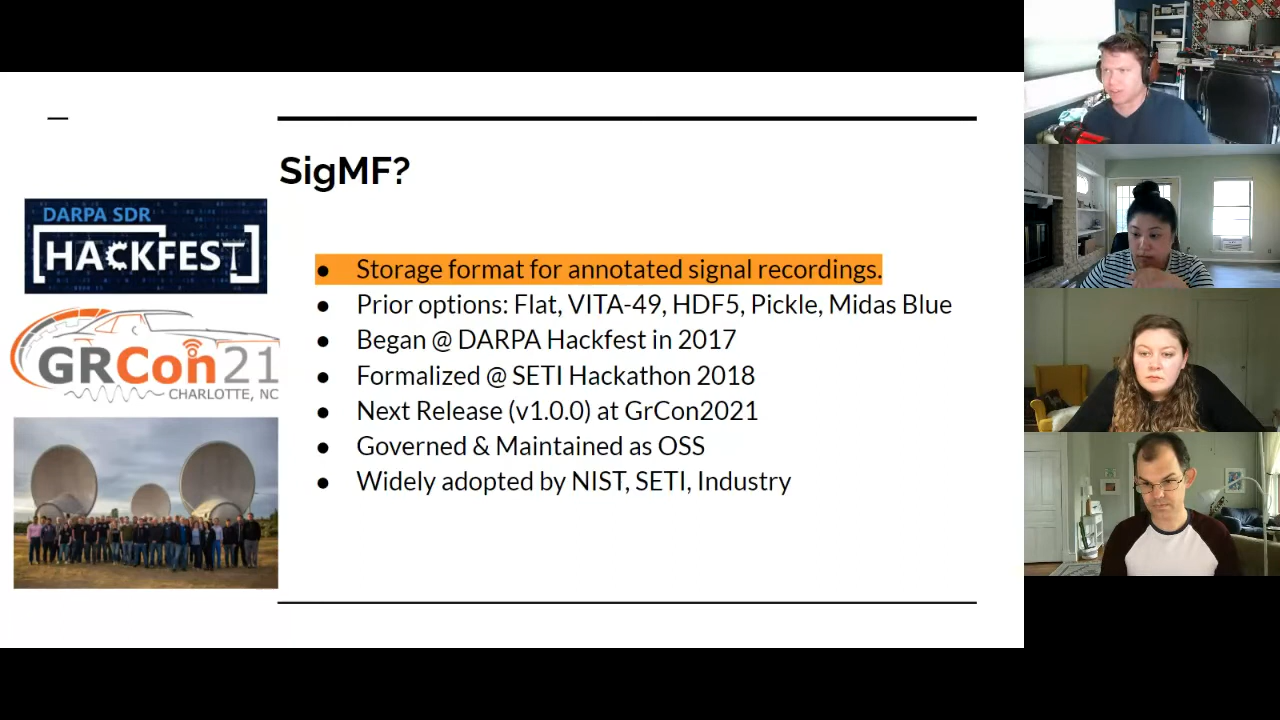 SigMF?
DARPA SDR
HACKFEST
GRCon21
CHARLOTTE, NC
● Storage format for annotated signal recordings.
● Prior options: Flat, VITA-49, HDF5, Pickle, Midas Blue
● Began @ DARPA Hackfest in 2017
● Formalized @ SETI Hackathon 2018
● Next Release (v1.0.0) at GrCon2021
● Governed & Maintained as OSS
● Widely adopted by NIST, SETI, Industry